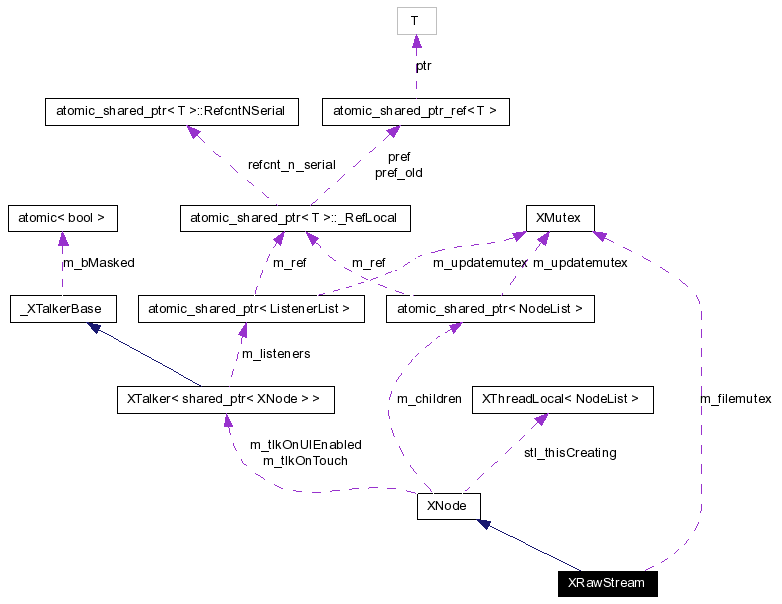 T
ptr
atomic_shared_ptr< T >::RefcntNSerial
atomic_shared_ptr_ref< T >
refcnt_n_serial
pref
pref_old
atomic< bool >
atomic_shared_ptr< T >::_RefLocal
XMutex
m_bMasked
m_ref
m_ref
m_updatemutex
m_updatemutex
_XTalkerBase
atomic_shared_ptr< ListenerList >
atomic_shared_ptr< NodeList >
m_listeners
XTalker< shared_ptr< XNode > >
m_children
XThreadLocal< NodeList >
m_filemutex
m_tlkOnUIEnabled
m_tlkOnTouch
stl_thisCreating
XNode
XRawStream